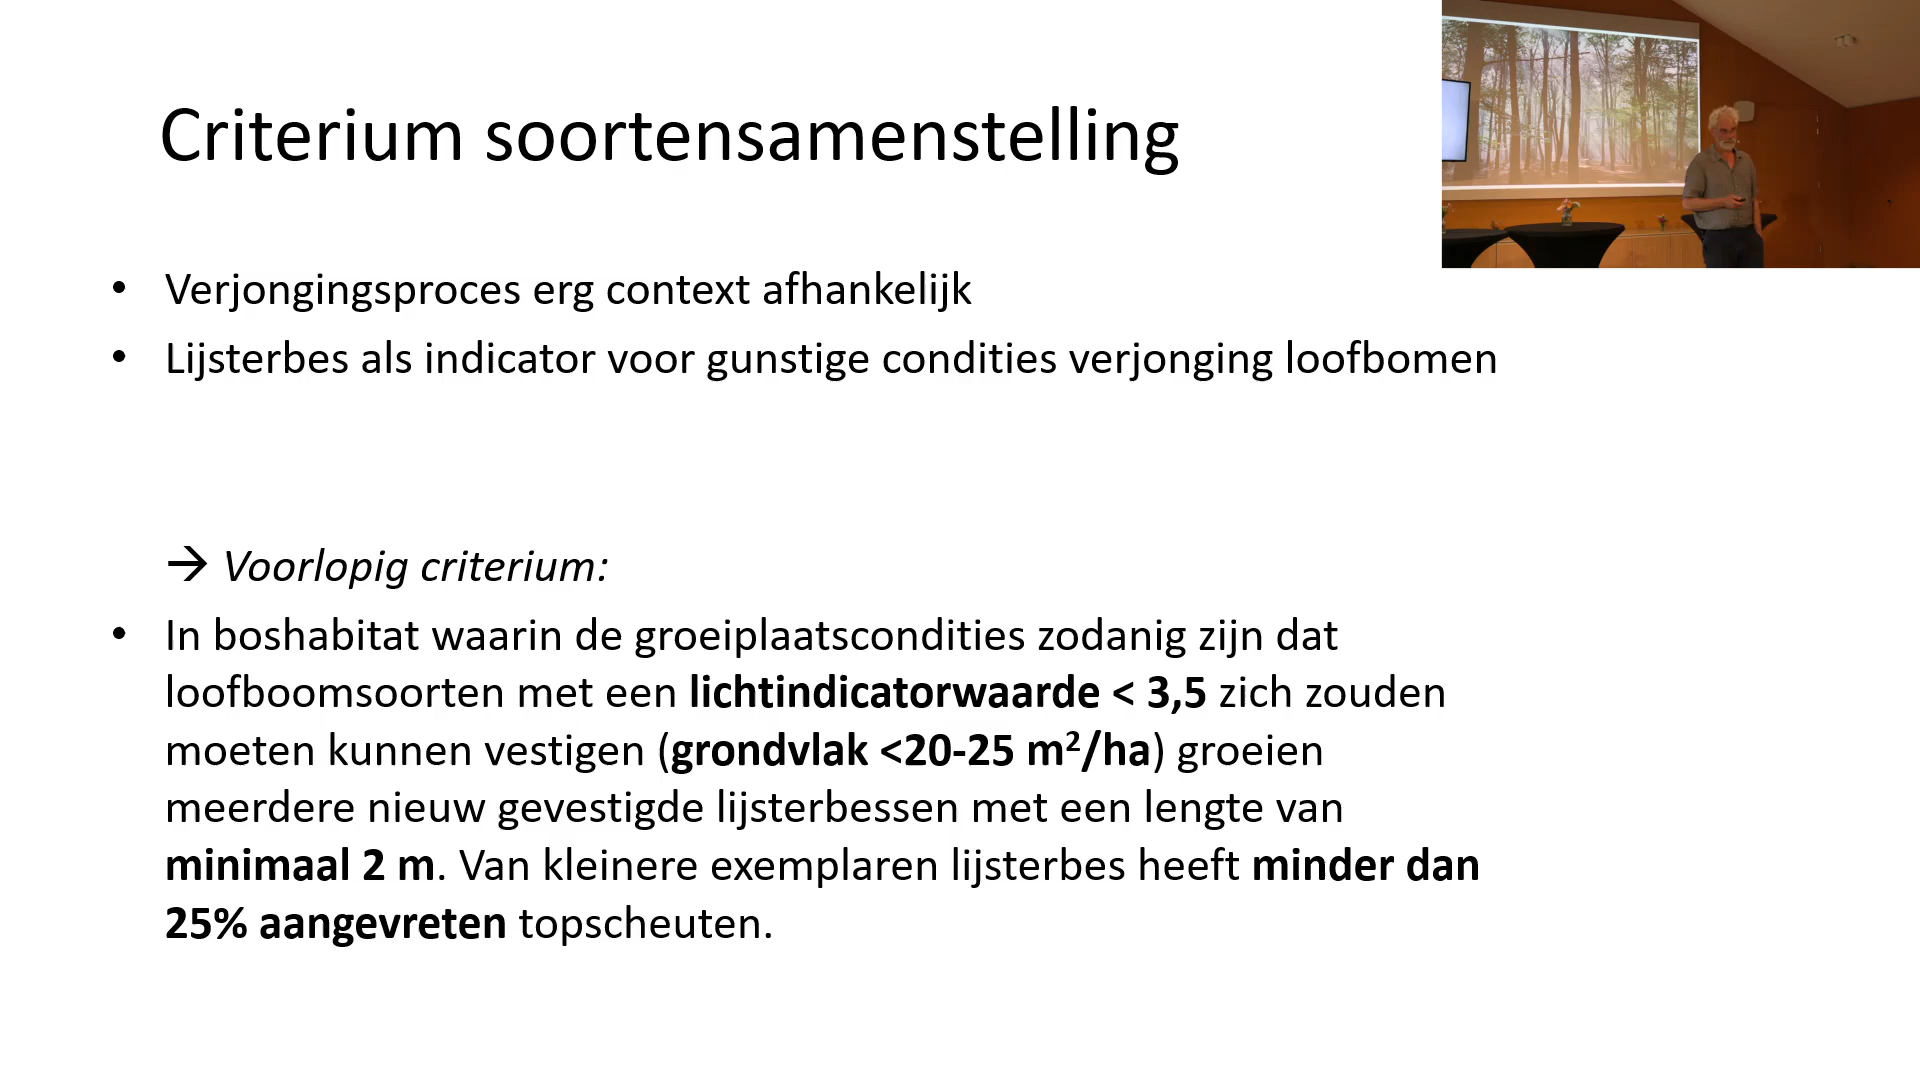 Criterium soortensamenstelling
• Verjongingsproces erg context afhankelijk
• Lijsterbes als indicator voor gunstige condities verjonging loofbomen
→ Voorlopig criterium:
• In boshabitat waarin de groeiplaatscondities zodanig zijn dat
loofboomsoorten met een lichtindicatorwaarde < 3,5 zich zouden
moeten kunnen vestigen (grondvlak <20-25 m²/ha) groeien
meerdere nieuw gevestigde lijsterbessen met een lengte van
minimaal 2 m. Van kleinere exemplaren lijsterbes heeft minder dan
25% aangevreten topscheuten.